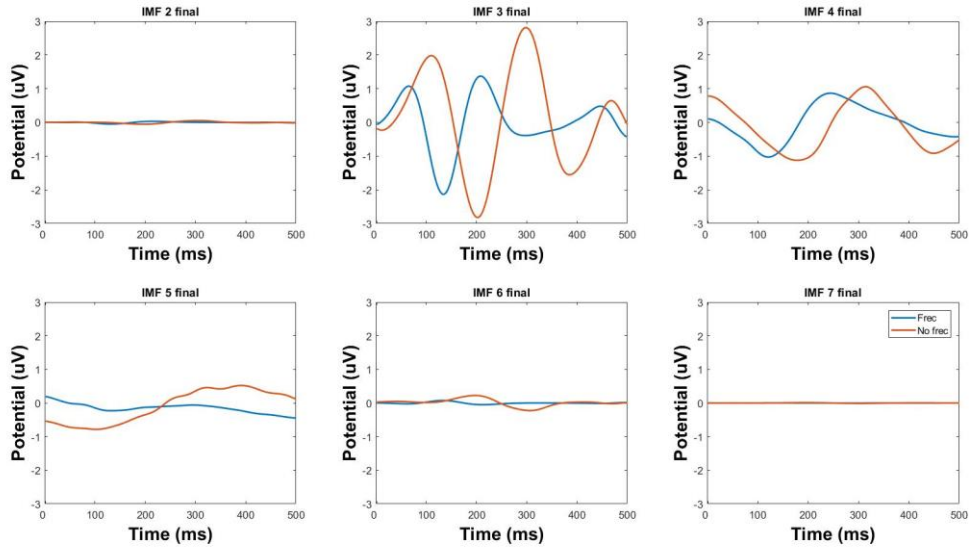 IMF 2 final
3
2
1
0
-1
-2
-3
Potential (uV)
0 100 200 300 400 500
Time (ms)
IMF 3 final
3
2
1
0
-1
-2
-3
Potential (uV)
0 100 200 300 400 500
Time (ms)
IMF 4 final
3
2
1
0
-1
-2
-3
Potential (uV)
0 100 200 300 400 500
Time (ms)
IMF 5 final
3
2
1
0
-1
-2
-3
Potential (uV)
0 100 200 300 400 500
Time (ms)
IMF 6 final
3
2
1
0
-1
-2
-3
Potential (uV)
0 100 200 300 400 500
Time (ms)
IMF 7 final
3
2
1
0
-1
-2
-3
Potential (uV)
Frec
No frec
0 100 200 300 400 500
Time (ms)